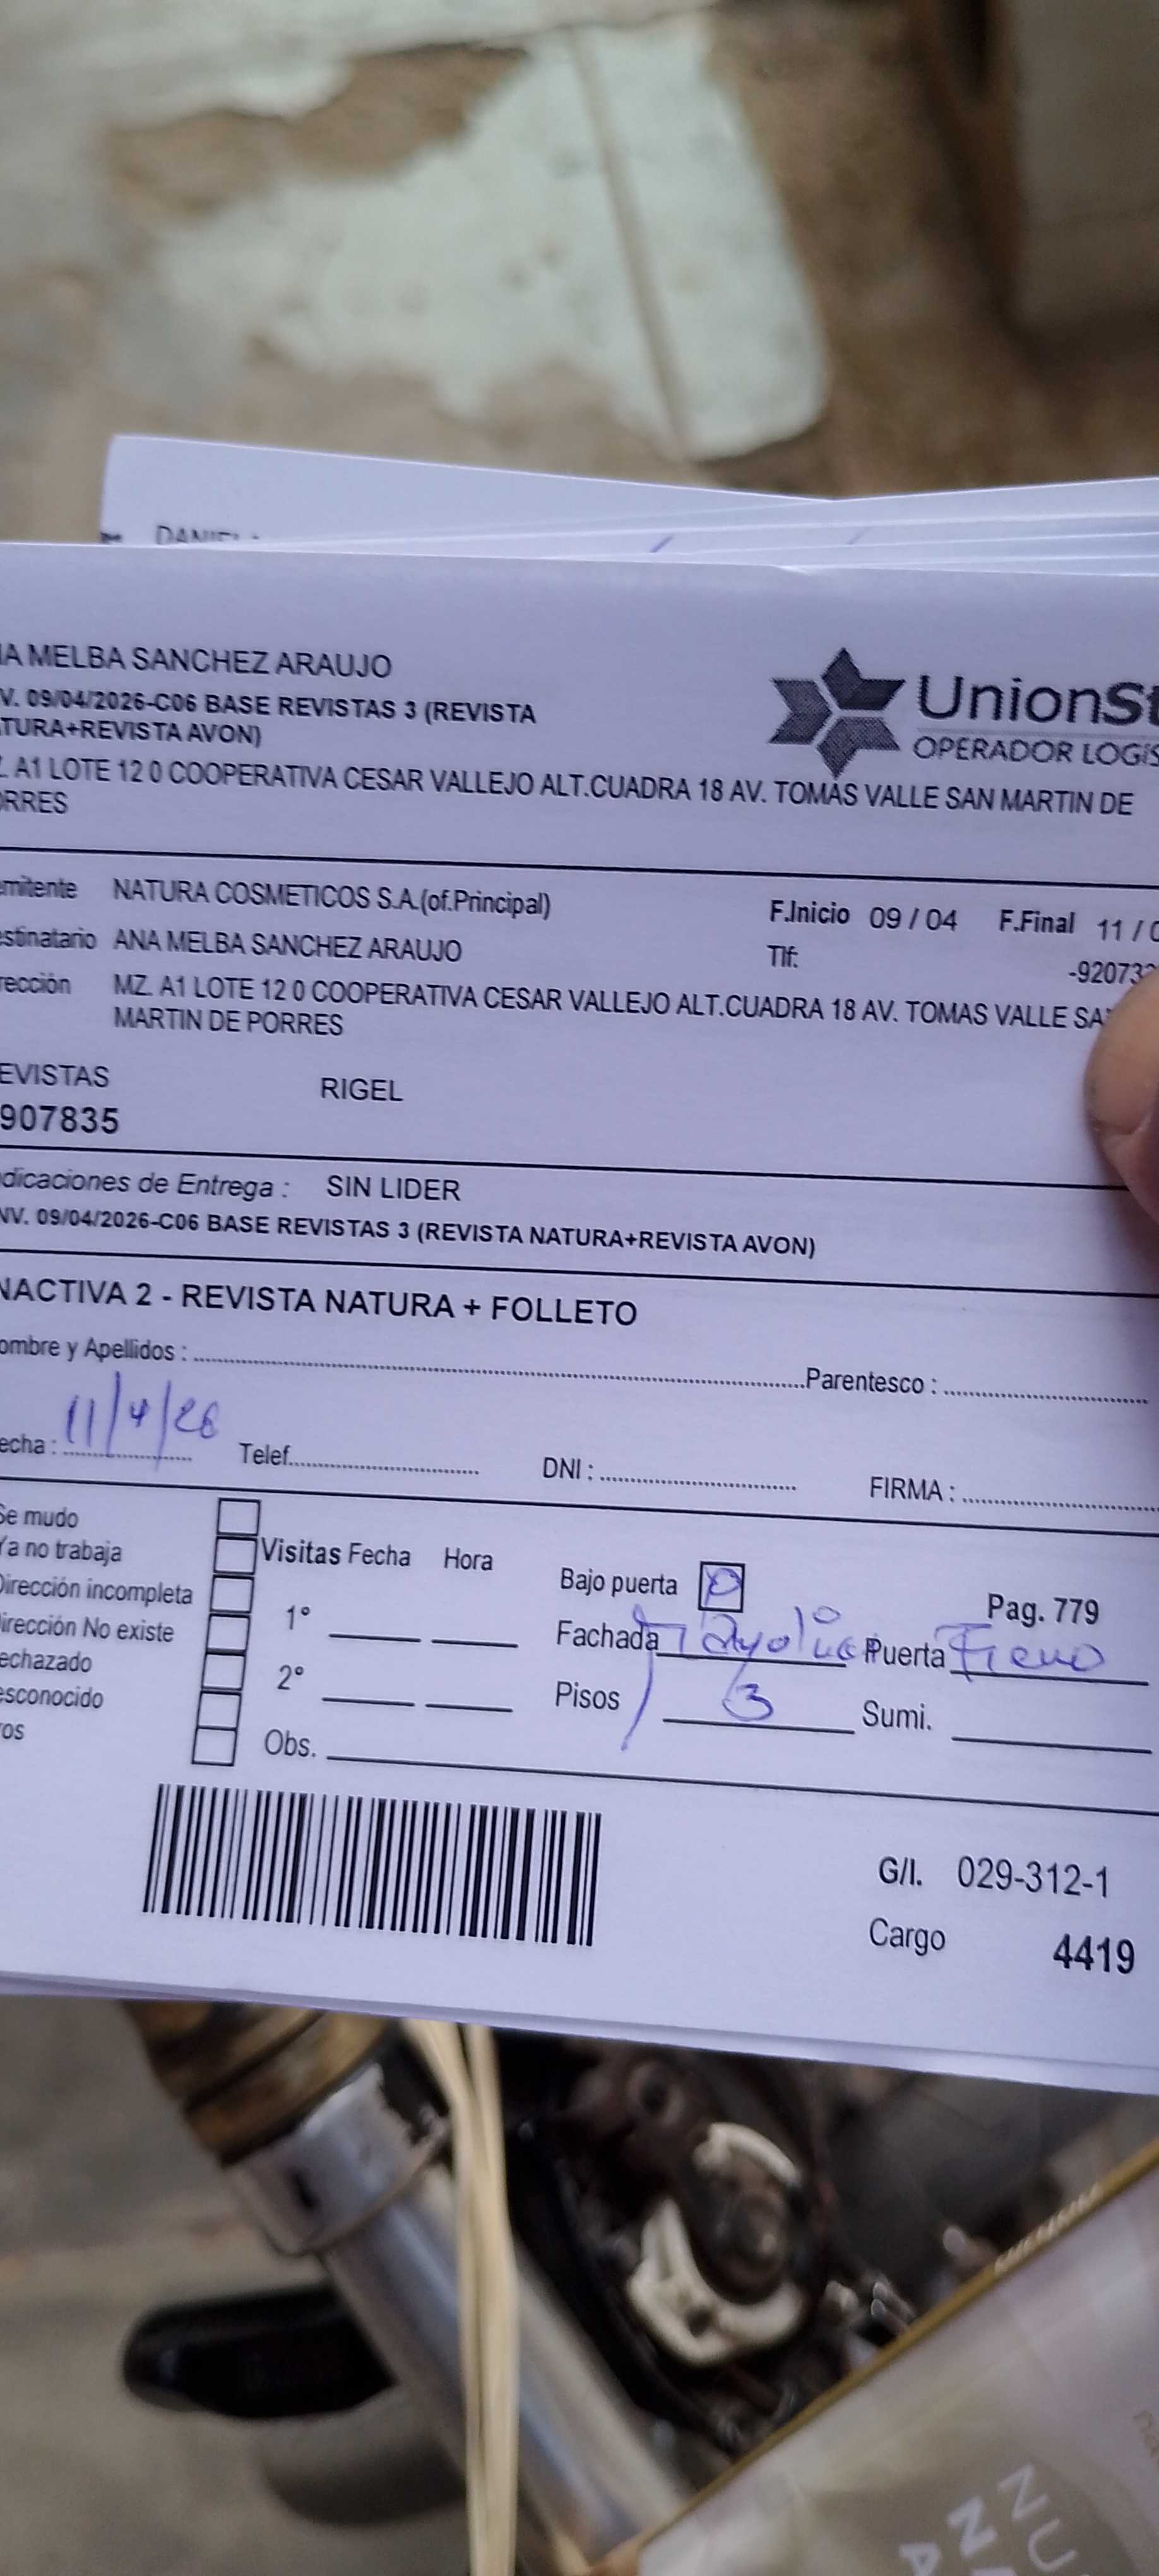 IA MELBA SANCHEZ ARAUJO
V. 09/04/2026-C06 BASE REVISTAS 3 (REVISTA
TURA+REVISTA AVON)
UnionSt
OPERADOR LOGÍS
. A1 LOTE 12 0 COOPERATIVA CESAR VALLEJO ALT.CUADRA 18 AV. TOMAS VALLE SAN MARTIN DE
ORRES
mitente NATURA COSMETICOS S.A.(of.Principal) F.Inicio 09 / 04 F.Final 11 / 0
estinatario ANA MELBA SANCHEZ ARAUJO Tlf: -92073
rección MZ. A1 LOTE 12 0 COOPERATIVA CESAR VALLEJO ALT.CUADRA 18 AV. TOMAS VALLE SA
MARTIN DE PORRES
EVISTAS RIGEL
907835
dicaciones de Entrega : SIN LIDER
NV. 09/04/2026-C06 BASE REVISTAS 3 (REVISTA NATURA+REVISTA AVON)
NACTIVA 2 - REVISTA NATURA + FOLLETO
ombre y Apellidos : Parentesco :
echa : 11/4/26 Telef. DNI : FIRMA :
Se mudo
Ya no trabaja Visitas Fecha Hora Bajo puerta Pag. 779
Dirección incompleta
irección No existe 1° Fachada Puerta Fierro
echazado
esconocido 2° Pisos 3 Sumi.
ros Obs.
G/I. 029-312-1
Cargo 4419